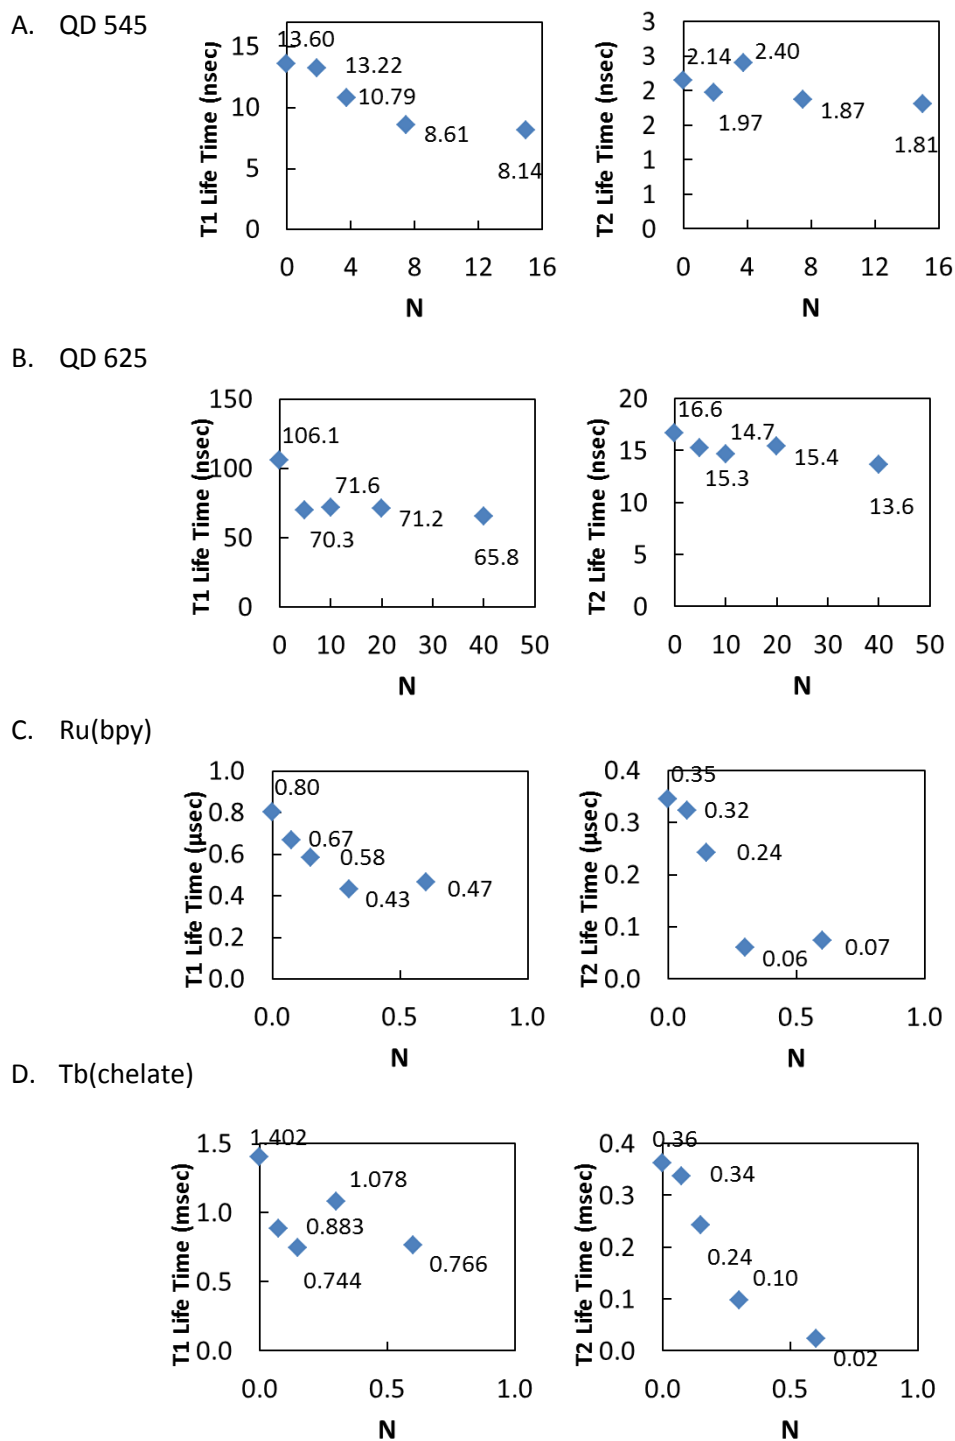 A. QD 545
T1 Life Time (nsec)
15
10
5
0
13.60
13.22
10.79
8.61
8.14
0 4 8 12 16
N
T2 Life Time (nsec)
3
3
2
2
1
1
0
2.14
2.40
1.97
1.87
1.81
0 4 8 12 16
N
B. QD 625
T1 Life Time (nsec)
150
100
50
0
106.1
71.6
70.3
71.2
65.8
0 10 20 30 40 50
N
T2 Life Time (nsec)
20
15
10
5
0
16.6
14.7
15.3
15.4
13.6
0 10 20 30 40 50
N
C. Ru(bpy)
T1 Life Time (μsec)
1.0
0.8
0.6
0.4
0.2
0.0
0.80
0.67
0.58
0.43
0.47
0.0 0.5 1.0
N
T2 Life Time (μsec)
0.4
0.3
0.2
0.1
0.0
0.35
0.32
0.24
0.06
0.07
0.0 0.5 1.0
N
D. Tb(chelate)
T1 Life Time (msec)
1.5
1.0
0.5
0.0
1.402
1.078
0.883
0.744
0.766
0.0 0.5 1.0
N
T2 Life Time (msec)
0.4
0.3
0.2
0.1
0.0
0.36
0.34
0.24
0.10
0.02
0.0 0.5 1.0
N